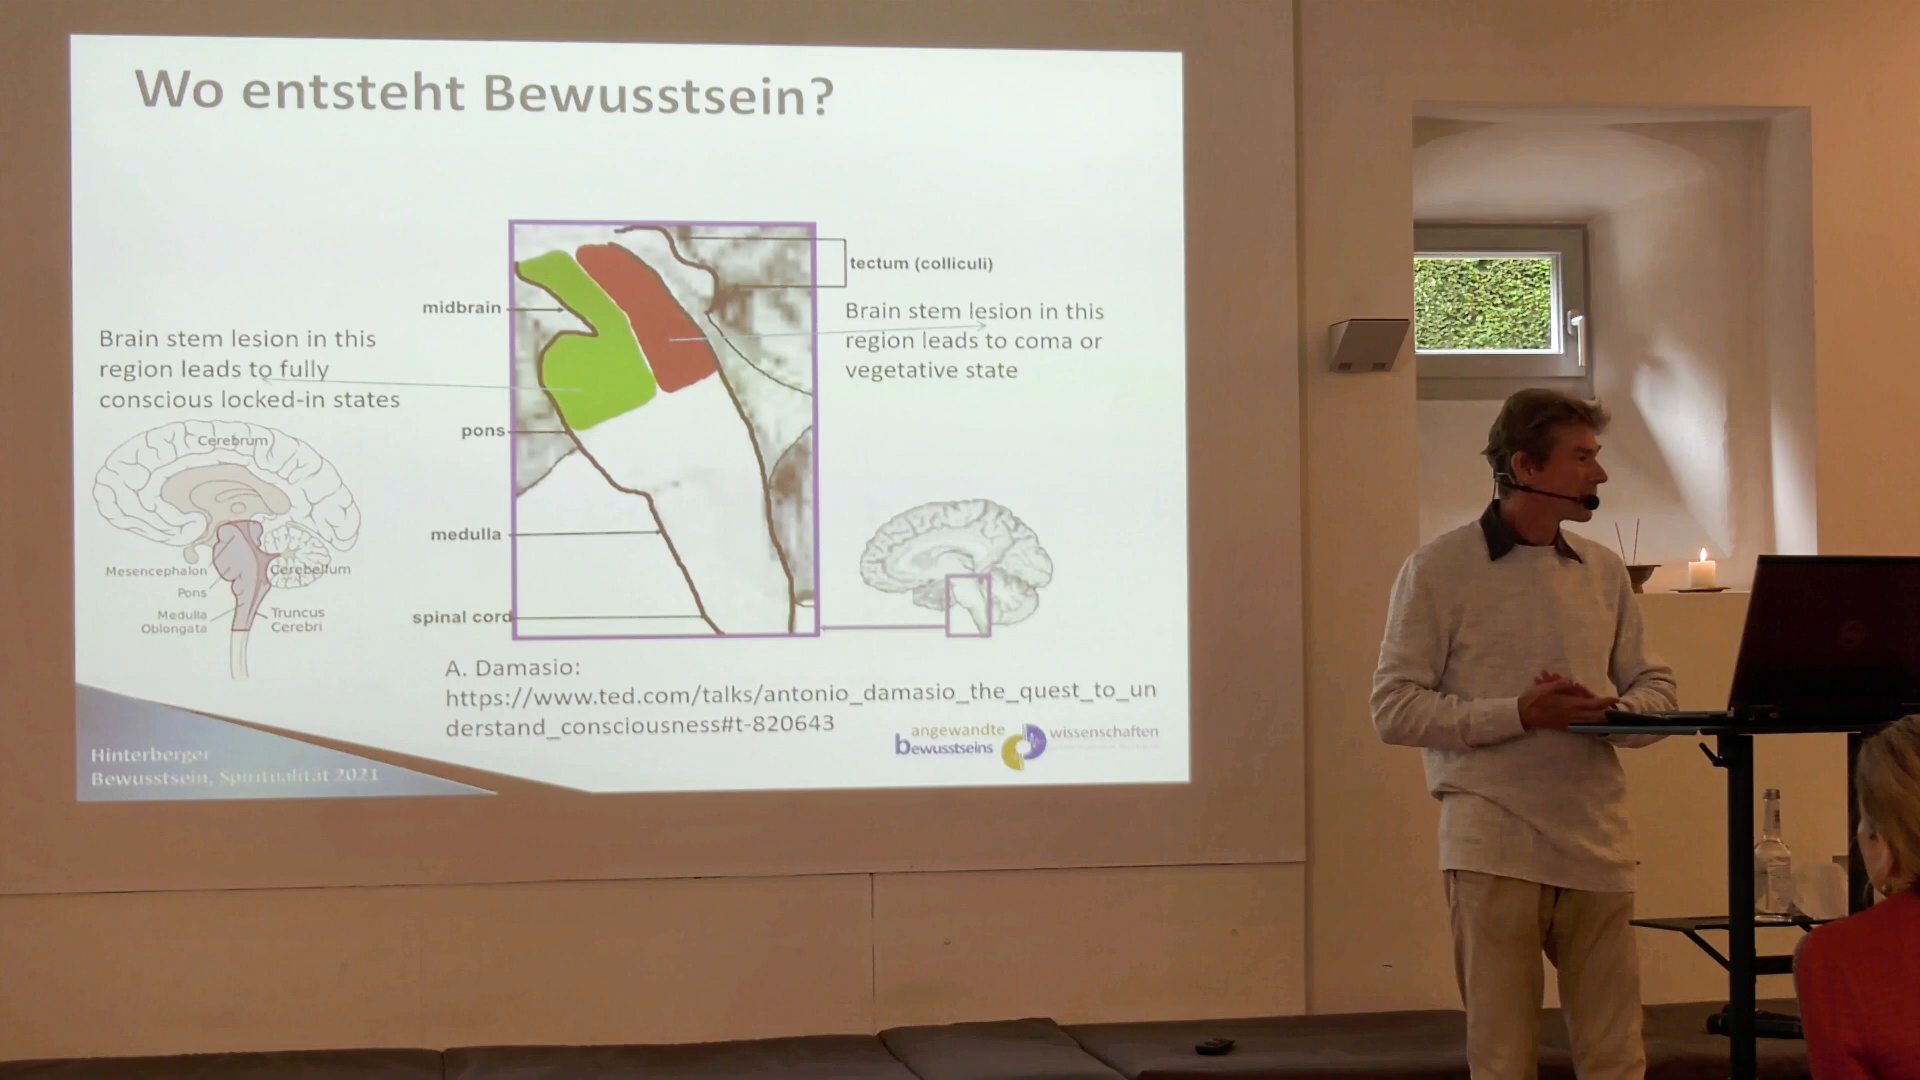 Wo entsteht Bewusstsein?
tectum (colliculi)
midbrain
Brain stem lesion in this
region leads to coma or
vegetative state
Brain stem lesion in this
region leads to fully
conscious locked-in states
pons
medulla
spinal cord
Cerebrum
Mesencephalon
Cerebellum
Pons
Medulla
Oblongata
Truncus
Cerebri
A. Damasio:
https://www.ted.com/talks/antonio_damasio_the_quest_to_un
derstand_consciousness#t-820643
angewandte
bewusstseins
wissenschaften
Hinterberger
Bewusstsein, Spiritualität 2021